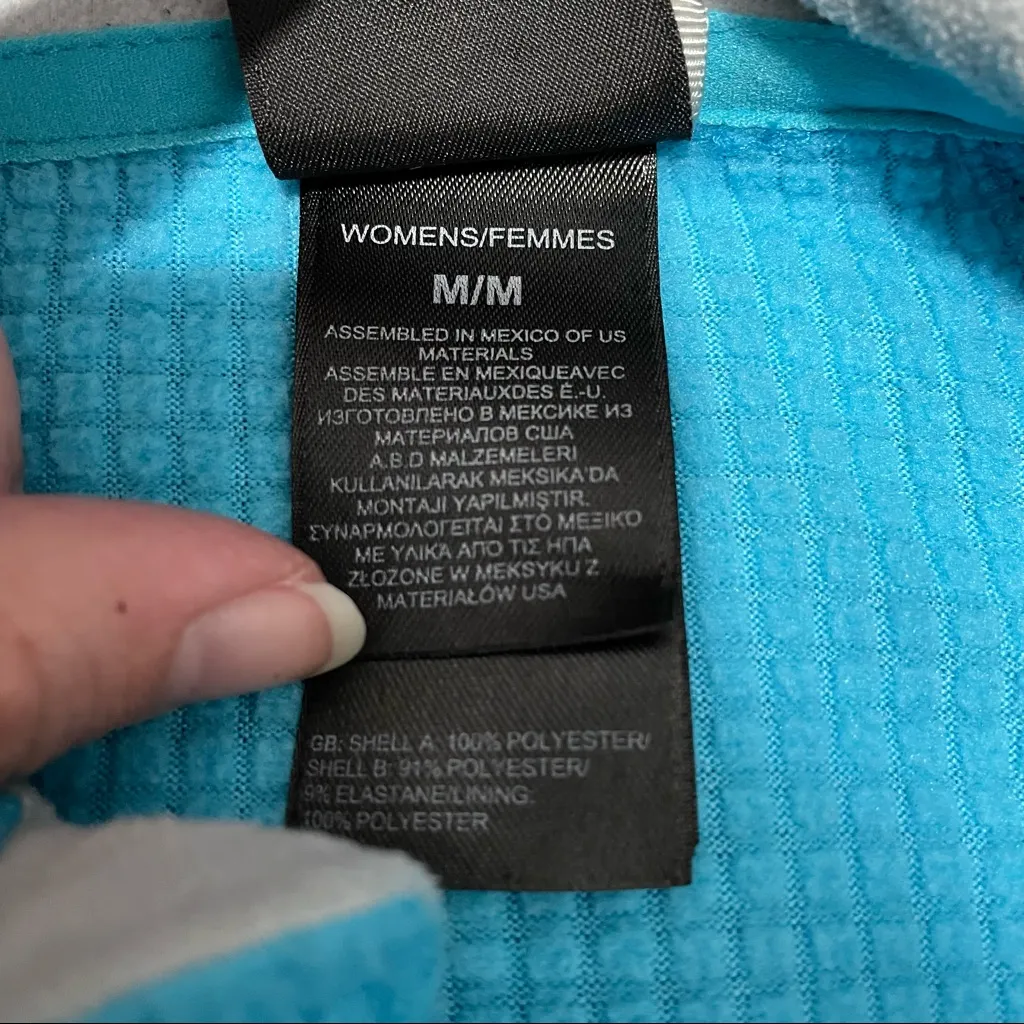 WOMENS/FEMMES
M/M
ASSEMBLED IN MEXICO OF US
MATERIALS
ASSEMBLE EN MEXIQUEAVEC
DES MATERIAUXDES É.-U.
ИЗГОТОВЛЕНО В МЕКСИКЕ ИЗ
МАТЕРИАЛОВ США
A.B.D MALZEMELERI
KULLANILARAK MEKSIKA'DA
MONTAJI YAPILMIŞTIR.
ΣΥΝΑΡΜΟΛΟΓΕΙΤΑΙ ΣΤΟ ΜΕΞΙΚΟ
ΜΕ ΥΛΙΚΑ ΑΠΟ ΤΙΣ ΗΠΑ
ZŁOZONE W MEKSYKU Z
MATERIAŁÓW USA
GB: SHELL A: 100% POLYESTER/
SHELL B: 91% POLYESTER/
9% ELASTANE/LINING:
100% POLYESTER